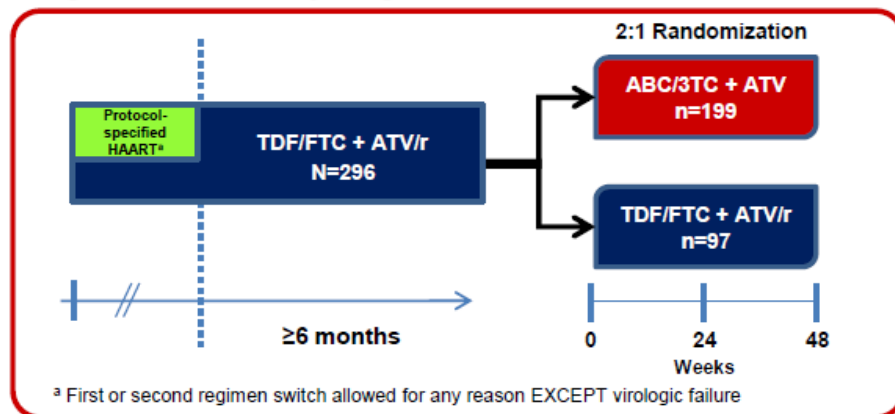 2:1 Randomization
Protocol-
specified
HAARTᵃ
TDF/FTC + ATV/r
N=296
ABC/3TC + ATV
n=199
TDF/FTC + ATV/r
n=97
≥6 months
0 24 48
Weeks
ᵃ First or second regimen switch allowed for any reason EXCEPT virologic failure